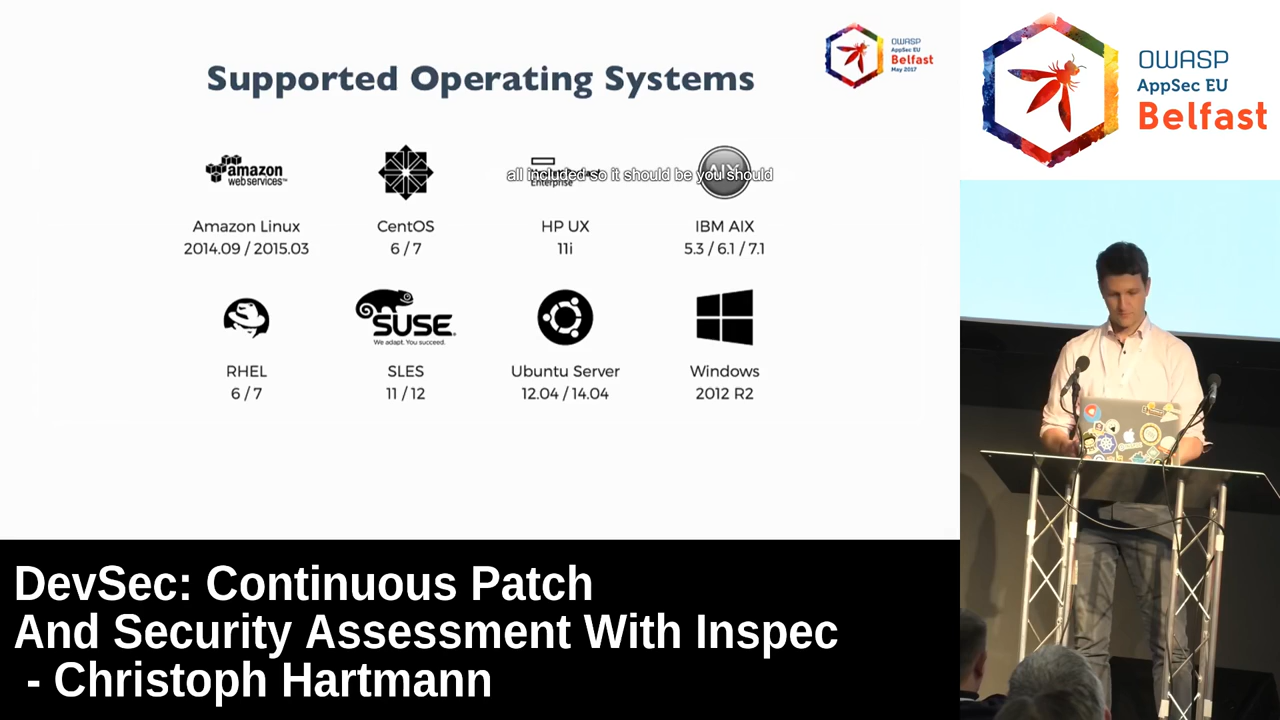 Supported Operating Systems
OWASP
AppSec EU
Belfast
May 2017
amazon
webservices™
Enterprise
AIX
all included so it should be you should
Amazon Linux
2014.09 / 2015.03
CentOS
6 / 7
HP UX
11i
IBM AIX
5.3 / 6.1 / 7.1
SUSE
We adapt. You succeed.
RHEL
6 / 7
SLES
11 / 12
Ubuntu Server
12.04 / 14.04
Windows
2012 R2
OWASP
AppSec EU
Belfast
DevSec: Continuous Patch
And Security Assessment With Inspec
- Christoph Hartmann